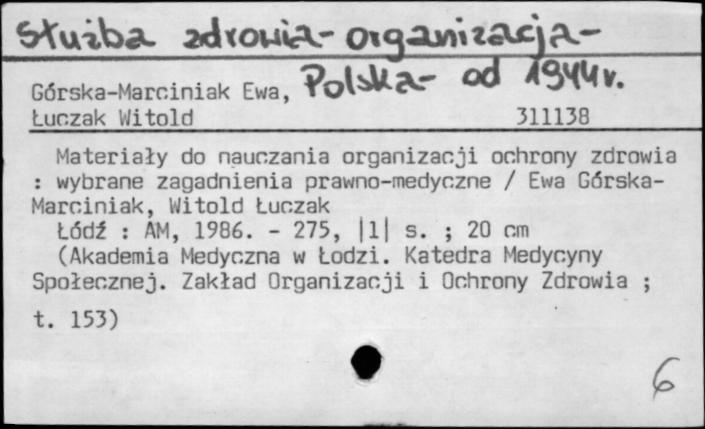 Służba zdrowia - organizacja -
Polska - od 1944 r.
Górska-Marciniak Ewa,
Łuczak Witold 311138
Materiały do nauczania organizacji ochrony zdrowia
: wybrane zagadnienia prawno-medyczne / Ewa Górska-
Marciniak, Witold Łuczak
Łódź : AM, 1986. - 275, |1| s. ; 20 cm
(Akademia Medyczna w Łodzi. Katedra Medycyny
Społecznej. Zakład Organizacji i Ochrony Zdrowia ;
t. 153)
6